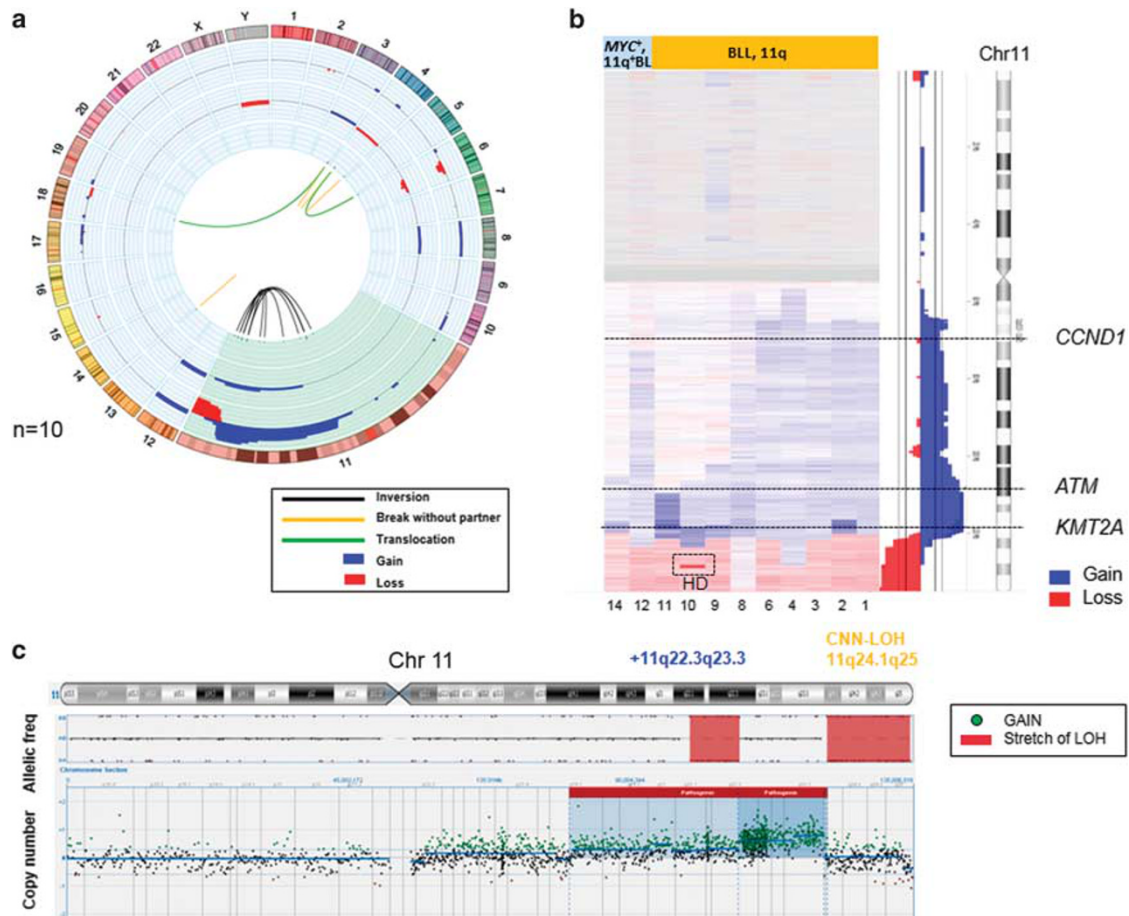 a
1
2
3
4
5
6
7
8
9
10
11
12
13
14
15
16
17
18
19
20
21
22
X
Y
n=10
Inversion
Break without partner
Translocation
Gain
Loss
b
MYC+,
11q+BL
BLL, 11q
Chr11
CCND1
ATM
KMT2A
HD
14 12 11 10 9 8 6 4 3 2 1
Gain
Loss
c
Chr 11
+11q22.3q23.3
CNN-LOH
11q24.1q25
11
Allelic freq
Chromosome Section
Copy number
Pathogenic
Pathogenic
GAIN
Stretch of LOH